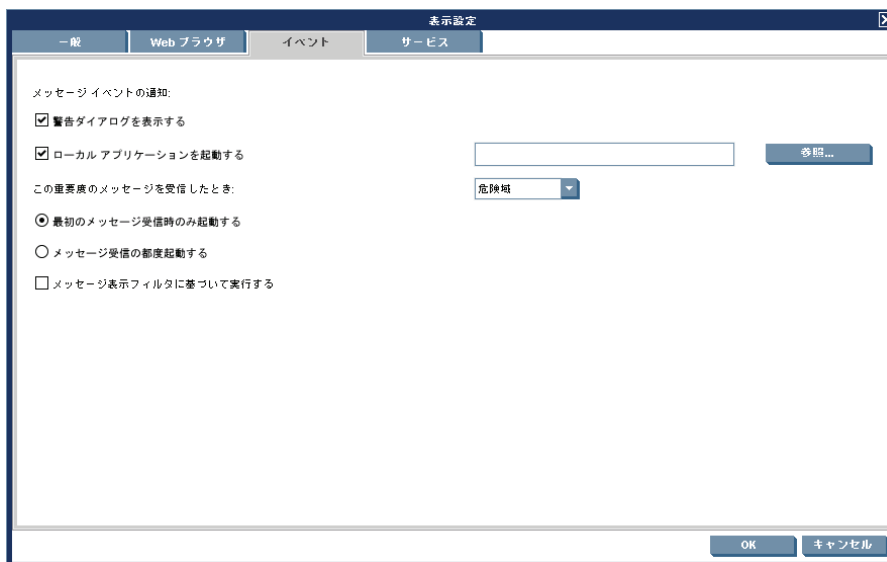 表示設定
一般 Web ブラウザ イベント サービス
メッセージ イベントの通知:
警告ダイアログを表示する
ローカル アプリケーションを起動する 参照...
この重要度のメッセージを受信したとき: 危険域
最初のメッセージ受信時のみ起動する
メッセージ受信の都度起動する
メッセージ表示フィルタに基づいて実行する
OK キャンセル